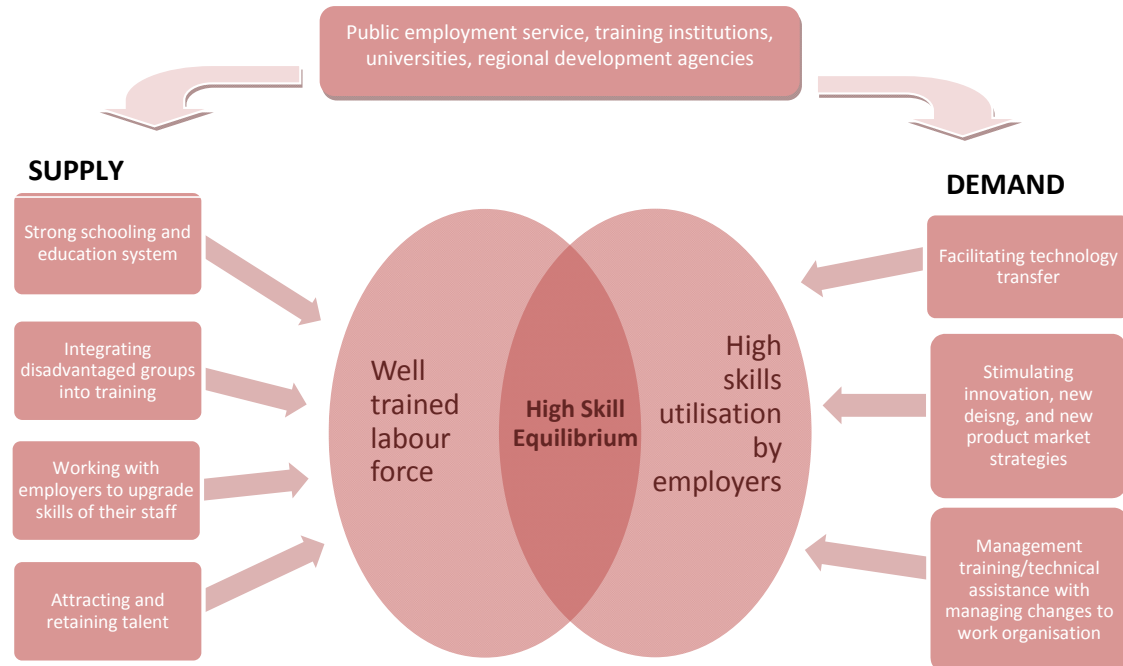 Public employment service, training institutions,
universities, regional development agencies
SUPPLY
Strong schooling and
education system
Integrating
disadvantaged groups
into training
Working with
employers to upgrade
skills of their staff
Attracting and
retaining talent
Well
trained
labour
force
High Skill
Equilibrium
High
skills
utilisation
by
employers
DEMAND
Facilitating technology
transfer
Stimulating
innovation, new
deisng, and new
product market
strategies
Management
training/technical
assistance with
managing changes to
work organisation